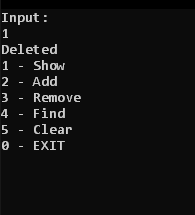 Input:
1
Deleted
1 - Show
2 - Add
3 - Remove
4 - Find
5 - Clear
0 - EXIT